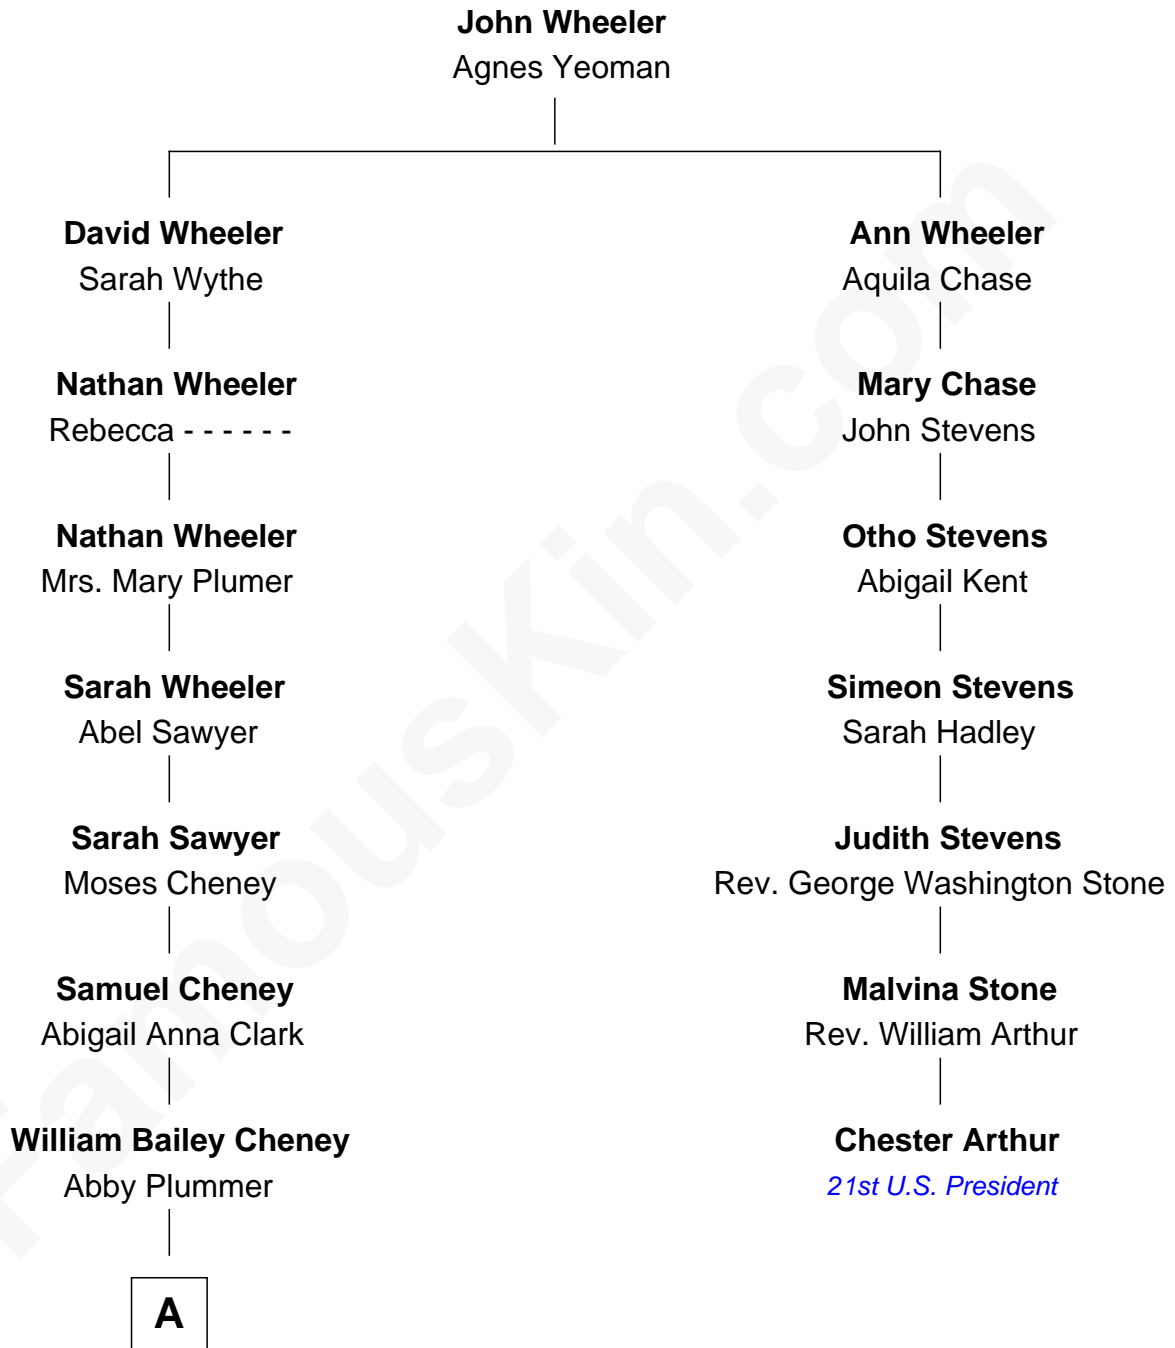 John Wheeler
Agnes Yeoman
David Wheeler
Sarah Wythe
Ann Wheeler
Aquila Chase
Nathan Wheeler
Rebecca - - - - - -
Mary Chase
John Stevens
Nathan Wheeler
Mrs. Mary Plumer
Otho Stevens
Abigail Kent
Sarah Wheeler
Abel Sawyer
Simeon Stevens
Sarah Hadley
Sarah Sawyer
Moses Cheney
Judith Stevens
Rev. George Washington Stone
Samuel Cheney
Abigail Anna Clark
Malvina Stone
Rev. William Arthur
William Bailey Cheney
Abby Plummer
Chester Arthur
21st U.S. President
A
FamousKin.com